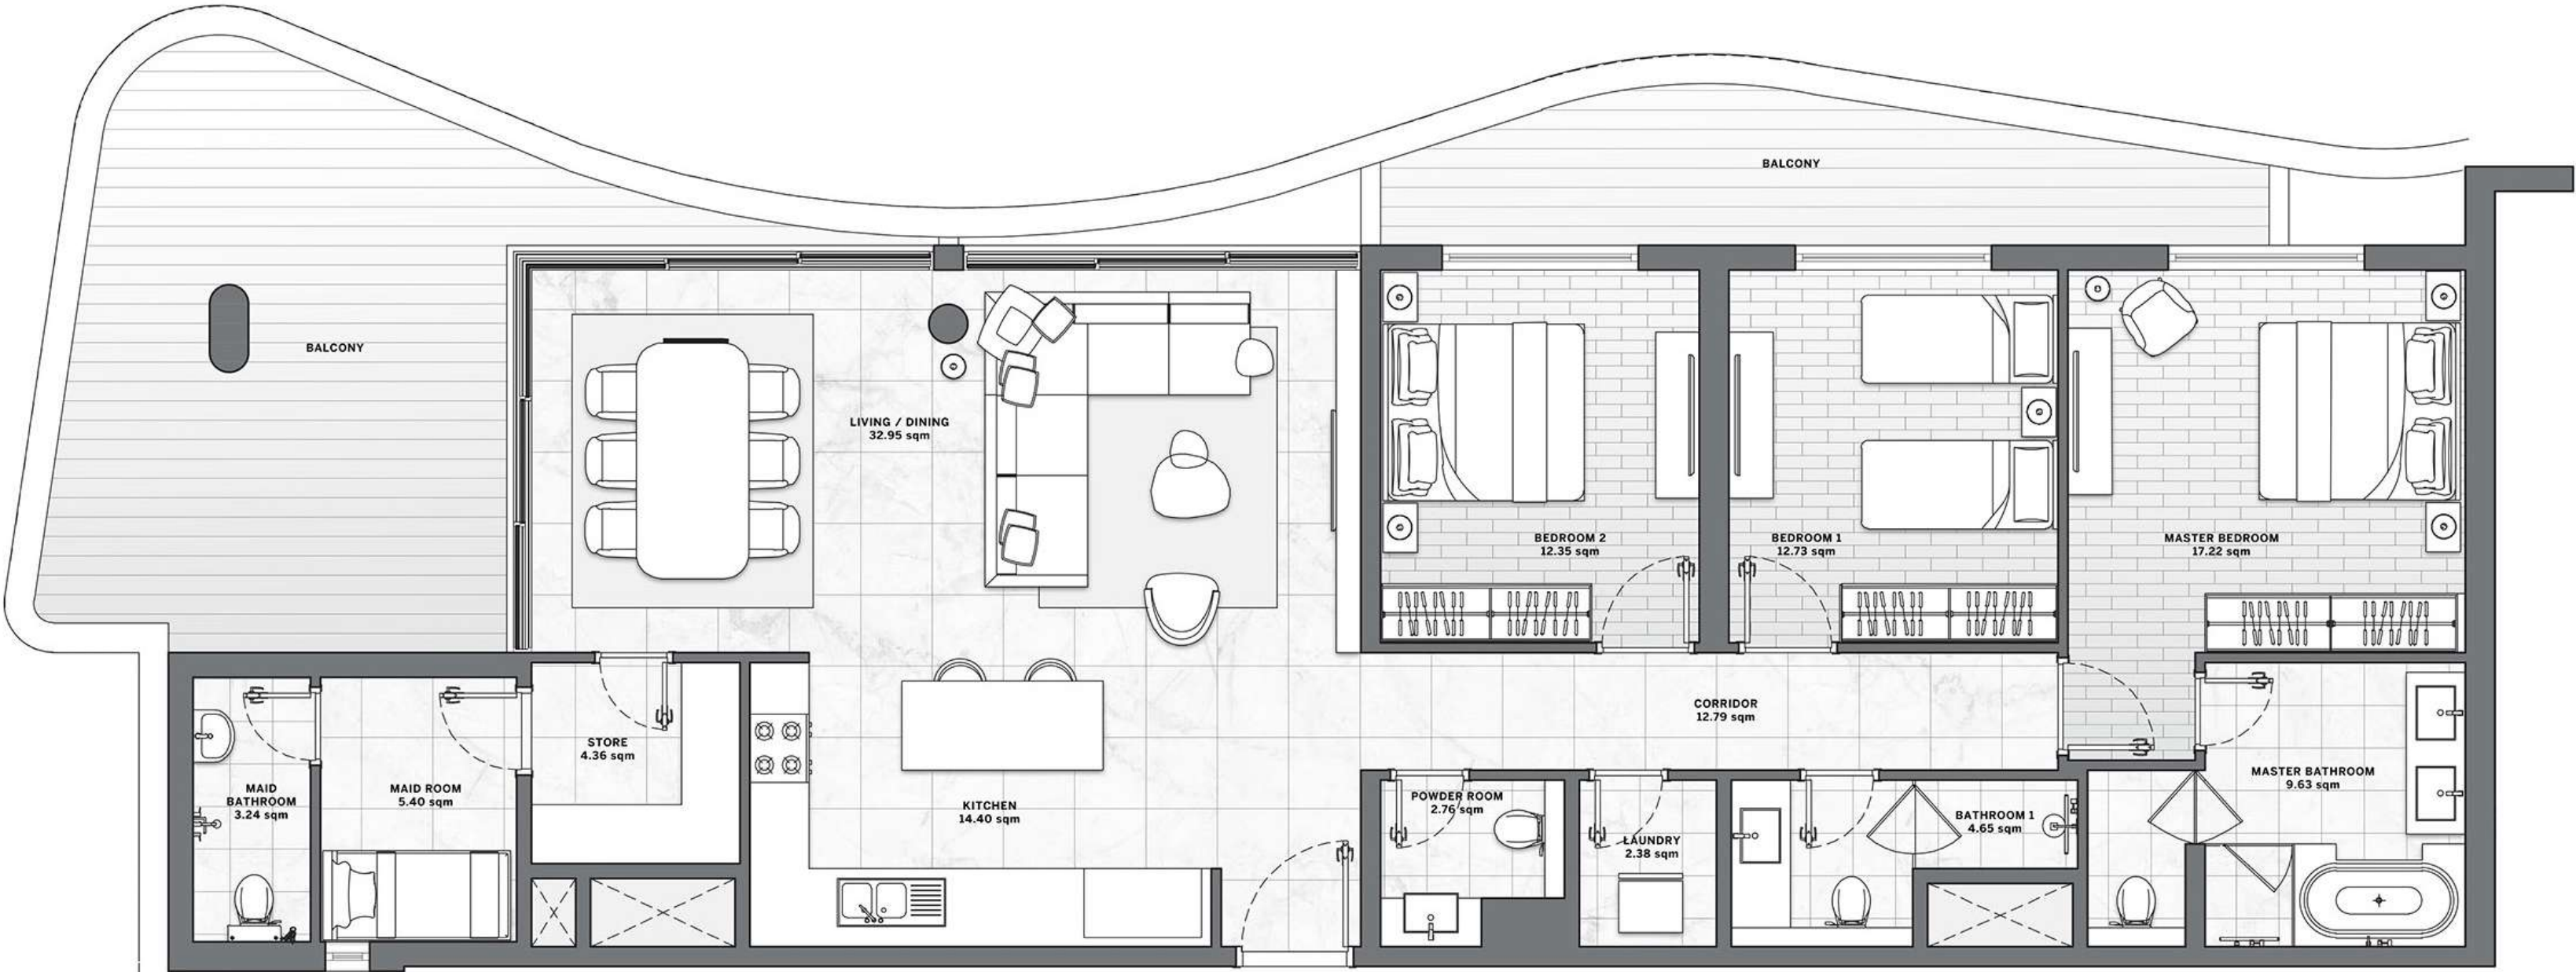 BALCONY
BALCONY
LIVING / DINING
32.95 sqm
BEDROOM 2
12.35 sqm
BEDROOM 1
12.73 sqm
MASTER BEDROOM
17.22 sqm
CORRIDOR
12.79 sqm
STORE
4.36 sqm
MAID
BATHROOM
3.24 sqm
MAID ROOM
5.40 sqm
KITCHEN
14.40 sqm
POWDER ROOM
2.76 sqm
LAUNDRY
2.38 sqm
BATHROOM 1
4.65 sqm
MASTER BATHROOM
9.63 sqm